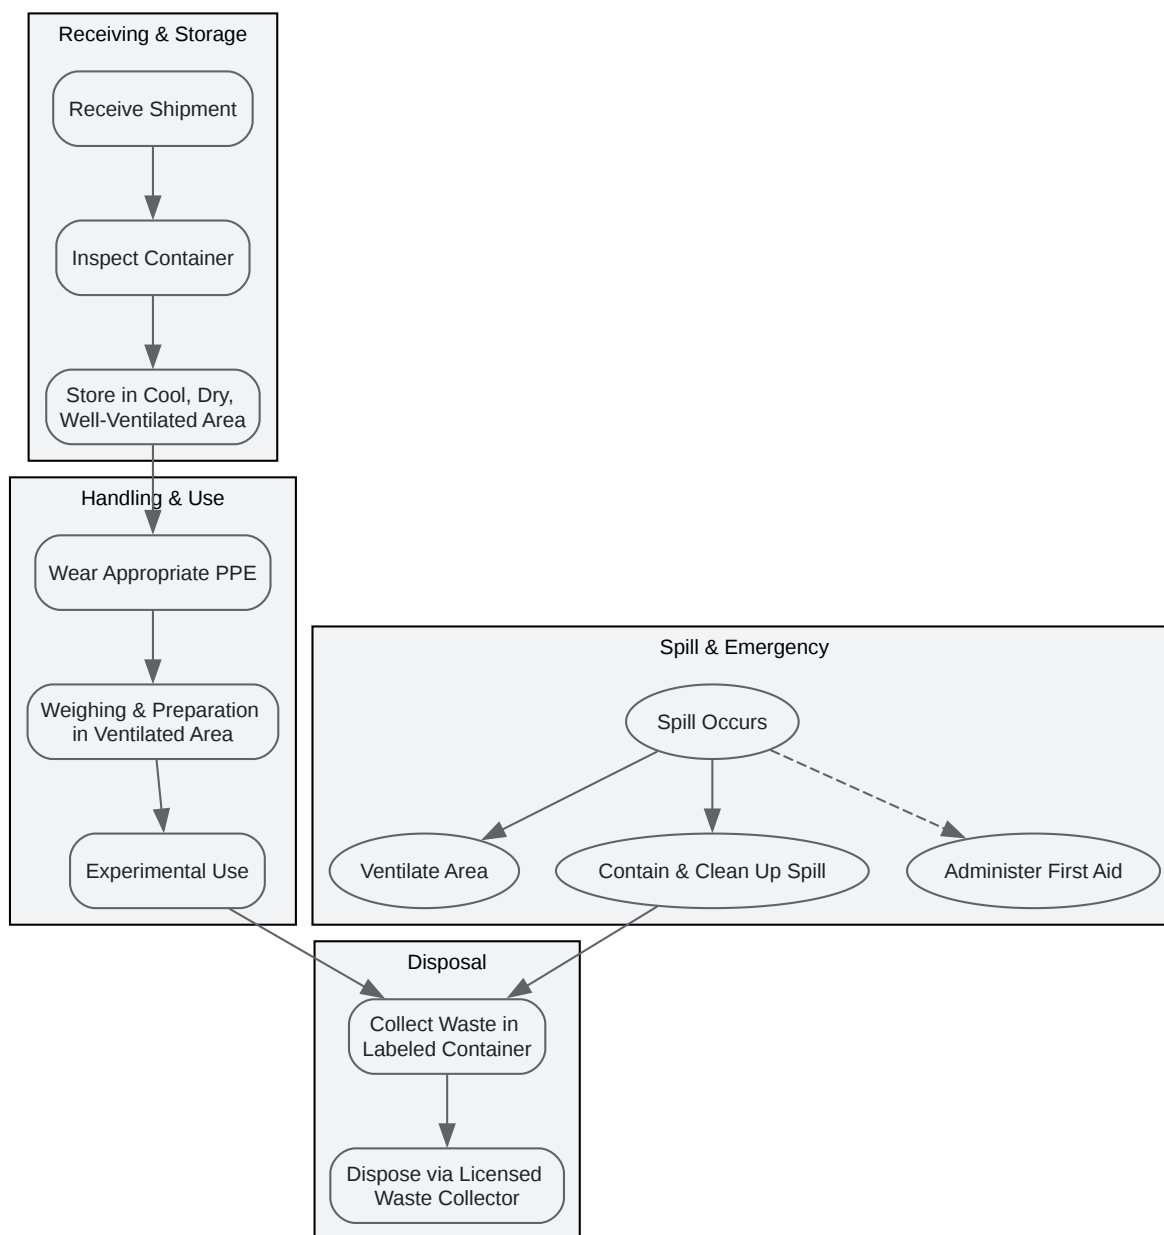 Receiving & Storage
Receive Shipment
Inspect Container
Store in Cool, Dry,
Well-Ventilated Area
Handling & Use
Wear Appropriate PPE
Weighing & Preparation
in Ventilated Area
Experimental Use
Spill & Emergency
Spill Occurs
Ventilate Area
Contain & Clean Up Spill
Administer First Aid
Disposal
Collect Waste in
Labeled Container
Dispose via Licensed
Waste Collector